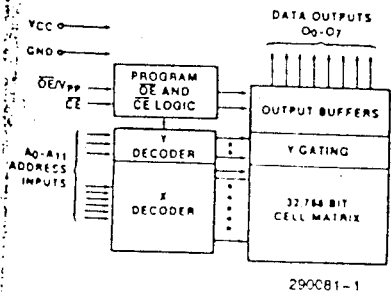 VCC
GND
OE/VPP
CE
A0-A11
ADDRESS
INPUTS
PROGRAM
OE AND
CE LOGIC
Y
DECODER
X
DECODER
DATA OUTPUTS
O0-O7
OUTPUT BUFFERS
Y GATING
32,768 BIT
CELL MATRIX
290081-1